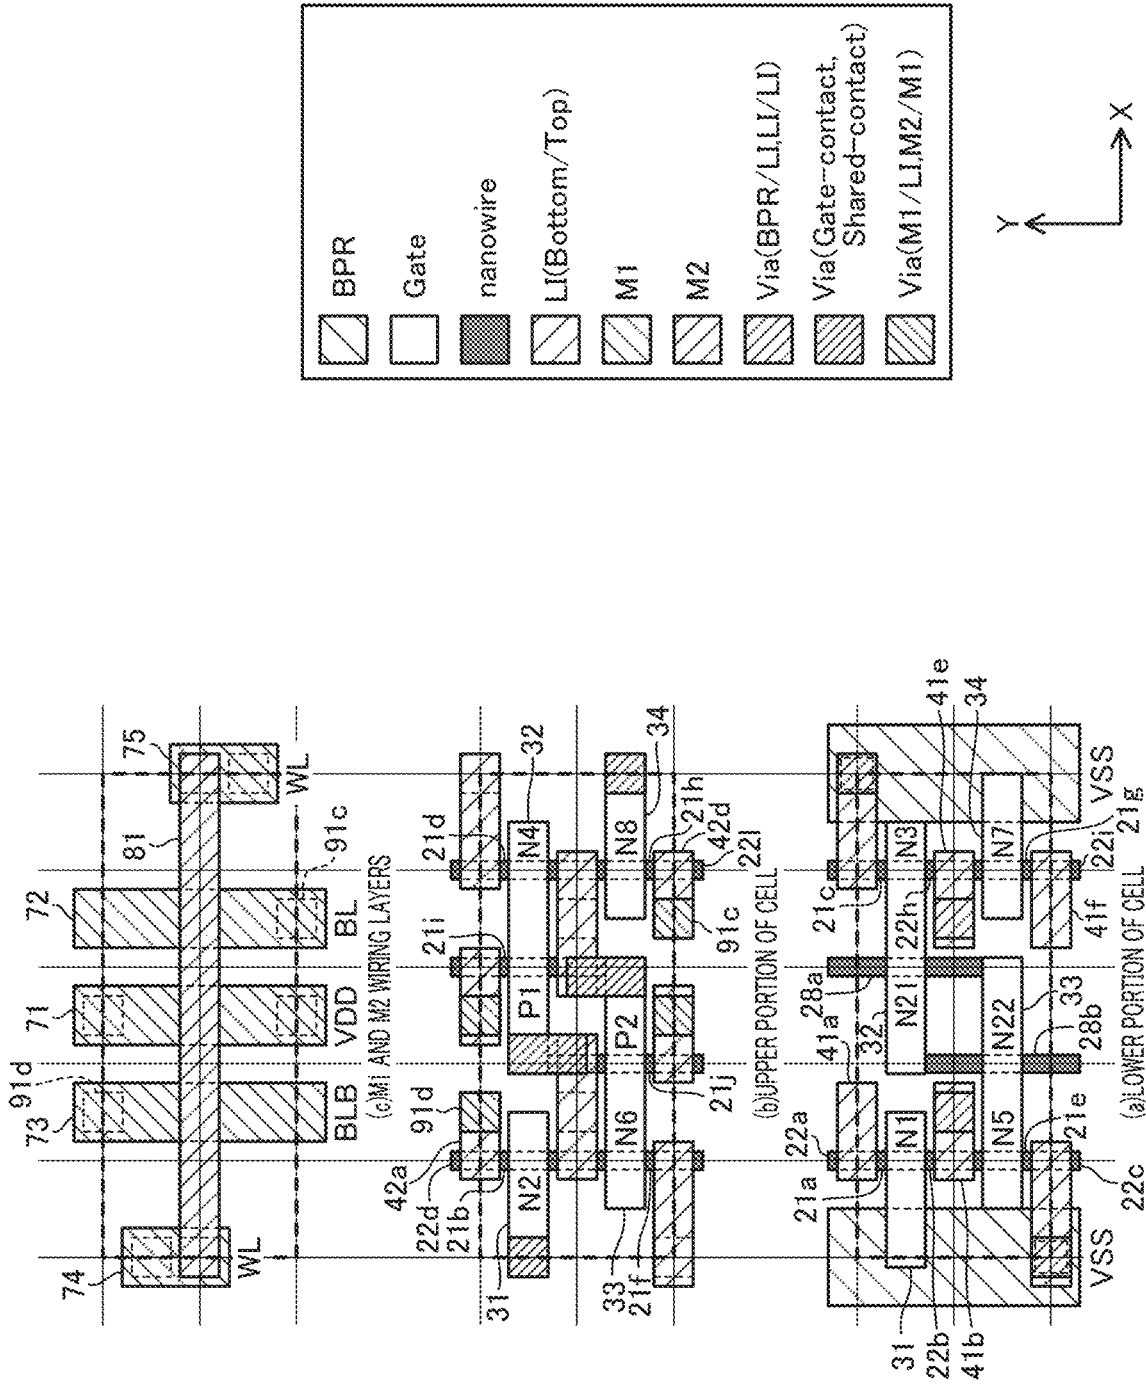 91d
73
71
72
91c
81
75
74
WL
BLB
VDD
BL
WL
(c)M1 AND M2 WIRING LAYERS
91d
42a
22d
21b
31
N2
21i
P1
21d
N4
32
33
21f
N6
21j
P2
91c
N8
34
21h
42d
22l
(b)UPPER PORTION OF CELL
22a
21a
41a
32
28a
21c
22h
41e
34
N1
N21
N3
N5
N22
N7
31
22b
41b
22c
21e
28b
33
41f
22i
21g
VSS
VSS
(a)LOWER PORTION OF CELL
BPR
Gate
nanowire
LI(Bottom/Top)
M1
M2
Via(BPR/LI,LI/LI)
Via(Gate-contact,
Shared-contact)
Via(M1/LI,M2/M1)
Y
X